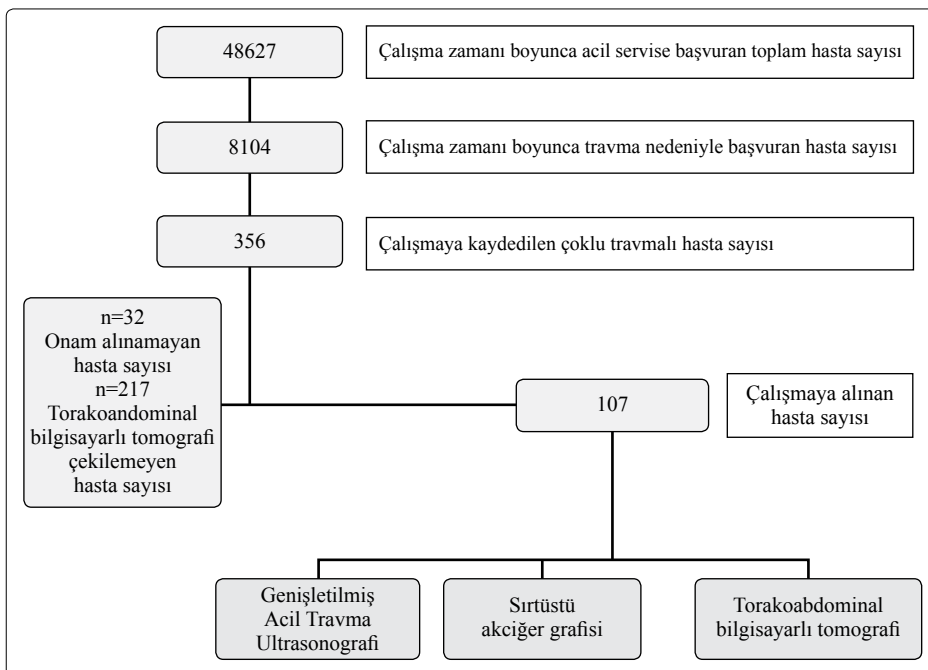 48627
Çalışma zamanı boyunca acil servise başvuran toplam hasta sayısı
8104
Çalışma zamanı boyunca travma nedeniyle başvuran hasta sayısı
356
Çalışmaya kaydedilen çoklu travmalı hasta sayısı
n=32
Onam alınamayan
hasta sayısı
n=217
Torakoandominal
bilgisayarlı tomografi
çekilemeyen
hasta sayısı
107
Çalışmaya alınan
hasta sayısı
Genişletilmiş
Acil Travma
Ultrasonografi
Sırtüstü
akciğer grafisi
Torakoabdominal
bilgisayarlı tomografi